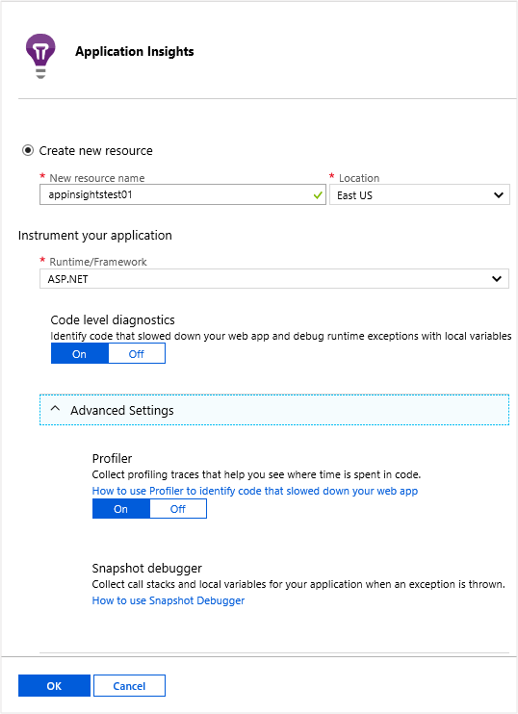 Application Insights
Create new resource
* New resource name
* Location
appinsightstest01
East US
Instrument your application
* Runtime/Framework
ASP.NET
Code level diagnostics
Identify code that slowed down your web app and debug runtime exceptions with local variables
On Off
Advanced Settings
Profiler
Collect profiling traces that help you see where time is spent in code.
How to use Profiler to identify code that slowed down your web app
On Off
Snapshot debugger
Collect call stacks and local variables for your application when an exception is thrown.
How to use Snapshot Debugger
OK Cancel